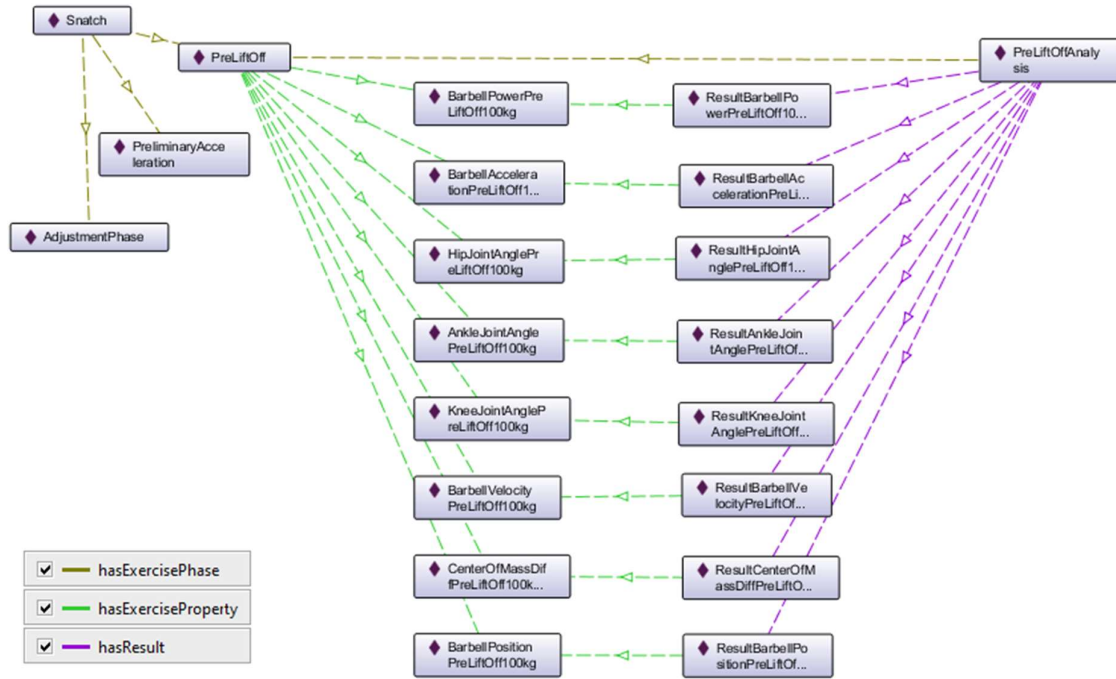 Snatch
PreLiftOff
PreLiftOffAnaly
sis
BarbellPowerPre
LiftOff100kg
ResultBarbellPo
werPreLiftOff10...
PreliminaryAcce
leration
BarbellAccelera
tionPreLiftOff1...
ResultBarbellAc
celerationPreLi...
AdjustmentPhase
HipJointAnglePr
eLiftOff100kg
ResultHipJointA
nglePreLiftOff1...
AnkleJointAngle
PreLiftOff100kg
ResultAnkleJoin
tAnglePreLiftOf...
KneeJointAngleP
reLiftOff100kg
ResultKneeJoint
AnglePreLiftOff...
BarbellVelocity
PreLiftOff100kg
ResultBarbellVe
locityPreLiftOf...
CenterOfMassDif
fPreLiftOff100k...
ResultCenterOfM
assDiffPreLiftO...
BarbellPosition
PreLiftOff100kg
ResultBarbellPo
sitionPreLiftOf...
hasExercisePhase
hasExerciseProperty
hasResult